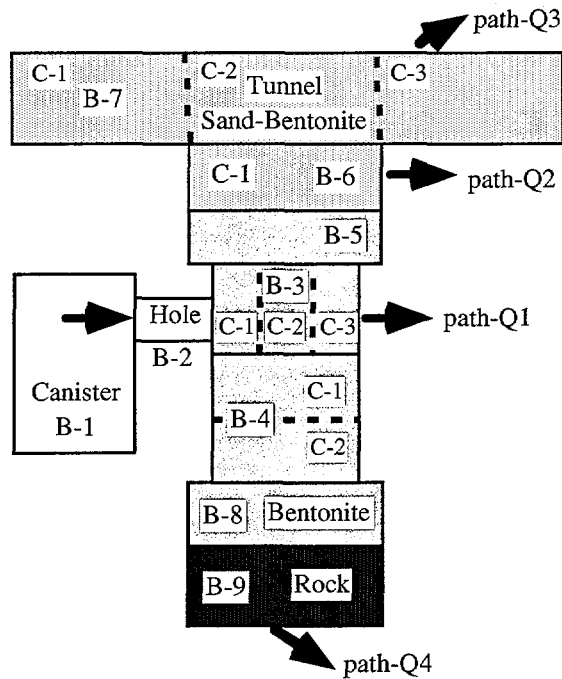 path-Q3
C-1
C-2
C-3
B-7
Tunnel
Sand-Bentonite
C-1
B-6
path-Q2
B-5
B-3
Hole
C-1
C-2
C-3
path-Q1
B-2
Canister
B-1
C-1
B-4
C-2
B-8
Bentonite
B-9
Rock
path-Q4